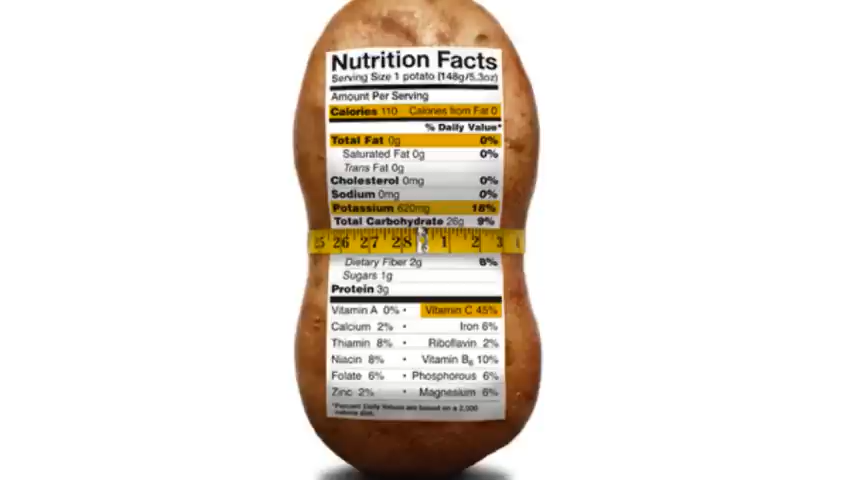 Nutrition Facts
Serving Size 1 potato (148g/5.3oz)
Amount Per Serving
Calories 110 Calories from Fat 0
% Daily Value*
Total Fat 0g 0%
Saturated Fat 0g 0%
Trans Fat 0g
Cholesterol 0mg 0%
Sodium 0mg 0%
Potassium 620mg 18%
Total Carbohydrate 26g 9%
25 26 27 28 1 2 3
Dietary Fiber 2g 8%
Sugars 1g
Protein 3g
Vitamin A 0% • Vitamin C 45%
Calcium 2% • Iron 6%
Thiamin 8% • Riboflavin 2%
Niacin 8% • Vitamin B6 10%
Folate 6% • Phosphorous 6%
Zinc 2% • Magnesium 6%
*Percent Daily Values are based on a 2,000
calorie diet.